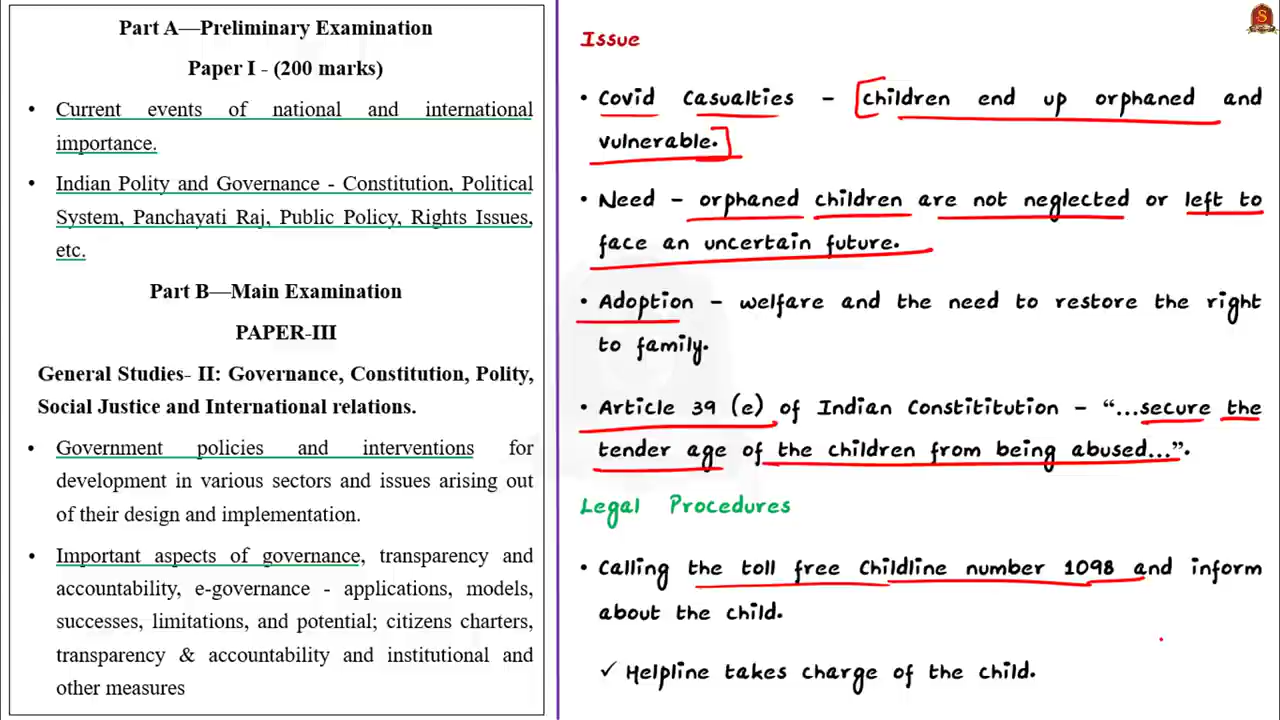 Part A—Preliminary Examination
Paper I - (200 marks)
• Current events of national and international
importance.
• Indian Polity and Governance - Constitution, Political
System, Panchayati Raj, Public Policy, Rights Issues,
etc.
Part B—Main Examination
PAPER-III
General Studies- II: Governance, Constitution, Polity,
Social Justice and International relations.
• Government policies and interventions for
development in various sectors and issues arising out
of their design and implementation.
• Important aspects of governance, transparency and
accountability, e-governance - applications, models,
successes, limitations, and potential; citizens charters,
transparency & accountability and institutional and
other measures
Issue
• Covid Casualties - children end up orphaned and
vulnerable.
• Need - orphaned children are not neglected or left to
face an uncertain future.
• Adoption - welfare and the need to restore the right
to family.
• Article 39 (e) of Indian Constititution - “...secure the
tender age of the children from being abused...”.
Legal Procedures
• Calling the toll free Childline number 1098 and inform
about the child.
✓ Helpline takes charge of the child.